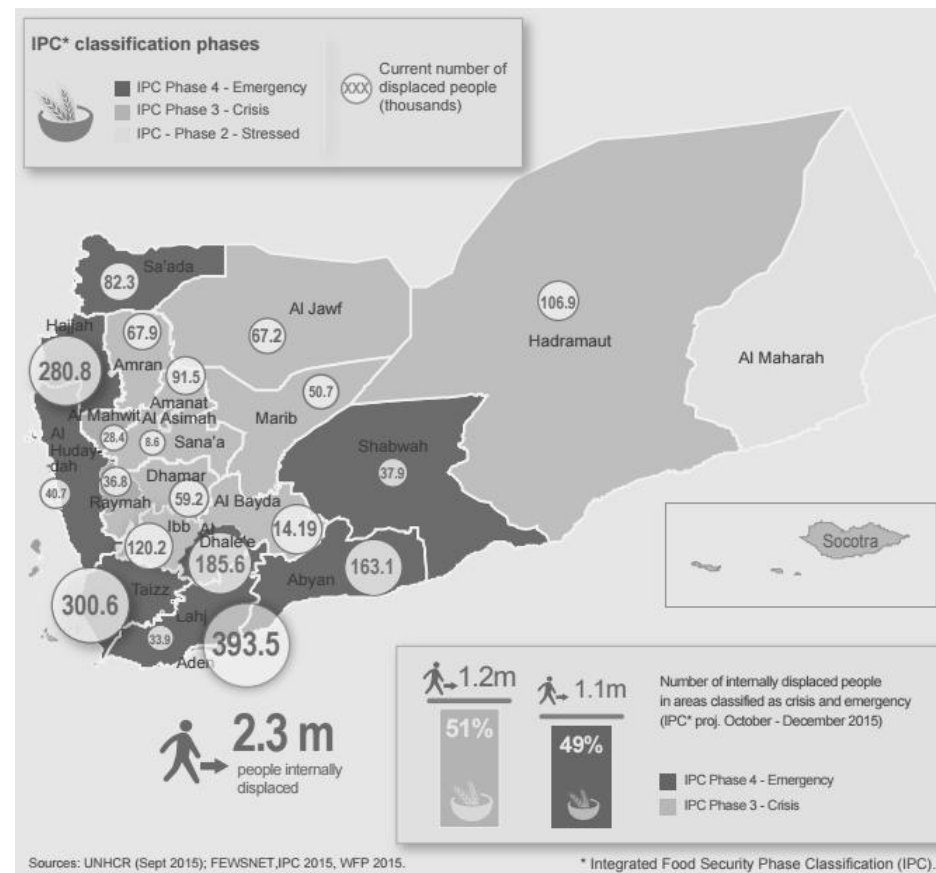 IPC* classification phases
IPC Phase 4 - Emergency
IPC Phase 3 - Crisis
IPC - Phase 2 - Stressed
XXX
Current number of
displaced people
(thousands)
Sa'ada
82.3
Hajjah
280.8
67.9
Amran
Al Jawf
67.2
106.9
Hadramaut
Al Maharah
91.5
Amanat
Al Asimah
50.7
Marib
Al Mahwit
28.4
8.6
Sana'a
Al
Huday-
dah
40.7
36.8
Raymah
Dhamar
59.2
Al Bayda
14.19
Shabwah
37.9
Ibb
120.2
Al
Dhale'e
185.6
Abyan
163.1
Taizz
300.6
Lahj
33.9
Aden
393.5
Socotra
2.3 m
people internally
displaced
1.2m
51%
1.1m
49%
Number of internally displaced people
in areas classified as crisis and emergency
(IPC* proj. October - December 2015)
IPC Phase 4 - Emergency
IPC Phase 3 - Crisis
Sources: UNHCR (Sept 2015); FEWSNET,IPC 2015, WFP 2015.
* Integrated Food Security Phase Classification (IPC).